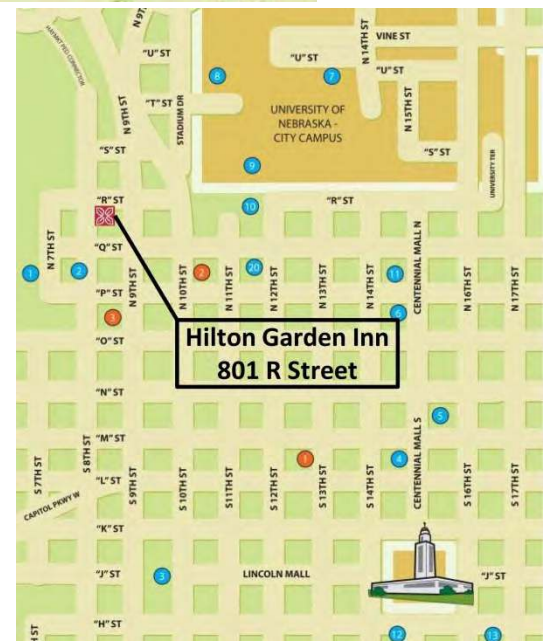 N 9T
VINE ST
HAYMKT PED. CONNECTOR
"U" ST
"U" ST
N 14TH ST
"U" ST
8
7
N 9TH ST
"T" ST
STADIUM DR
UNIVERSITY OF
NEBRASKA -
CITY CAMPUS
N 15TH ST
"S" ST
"S" ST
9
UNIVERSITY TER
"R" ST
10
"R" ST
N 7TH ST
"Q" ST
1
2
N 9TH ST
N 10TH ST
2
N 11TH ST
20
N 12TH ST
N 13TH ST
N 14TH ST
11
CENTENNIAL MALL N
N 16TH ST
N 17TH ST
"P" ST
3
6
"O" ST
Hilton Garden Inn
801 R Street
"N" ST
5
"M" ST
1
4
S 7TH ST
S 8TH ST
"L" ST
S 9TH ST
S 10TH ST
S11TH ST
S 12TH ST
S 13TH ST
S 14TH ST
CENTENNIAL MALL S
S 16TH ST
S 17TH ST
CAPITOL PKWY W
"K" ST
"J" ST
3
LINCOLN MALL
"J" ST
"H" ST
ST
12
13